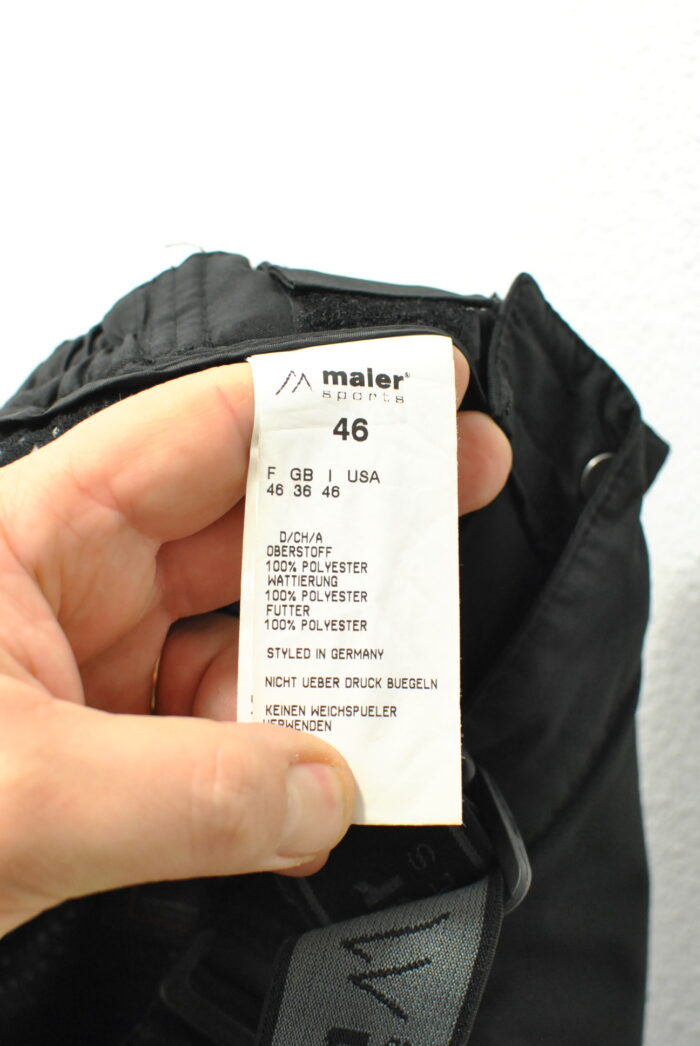 maier®
sports
46
F GB I USA
46 36 46
D/CH/A
OBERSTOFF
100% POLYESTER
WATTIERUNG
100% POLYESTER
FUTTER
100% POLYESTER
STYLED IN GERMANY
NICHT UEBER DRUCK BUEGELN
KEINEN WEICHSPUELER
VERWENDEN